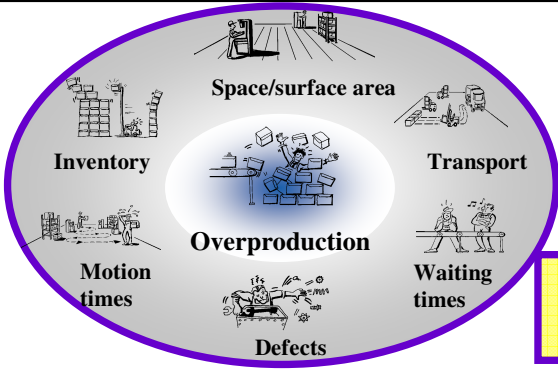 Space/surface area
Inventory
Transport
Overproduction
Motion
times
Waiting
times
Defects